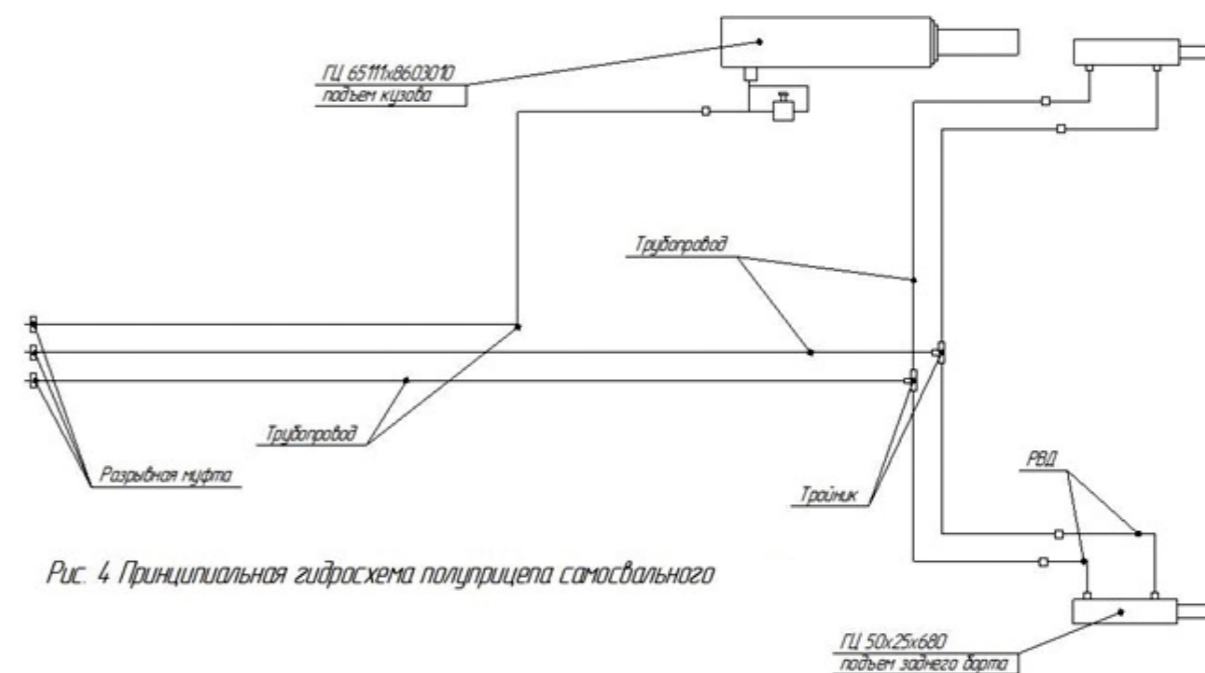 ГЦ 65111х8603010
подъем кузова
Трубопровод
Трубопровод
Разрывная муфта
Тройник
РВД
Рис. 4 Принципиальная гидросхема полуприцепа самосвального
ГЦ 50х25х680
подъем заднего борта